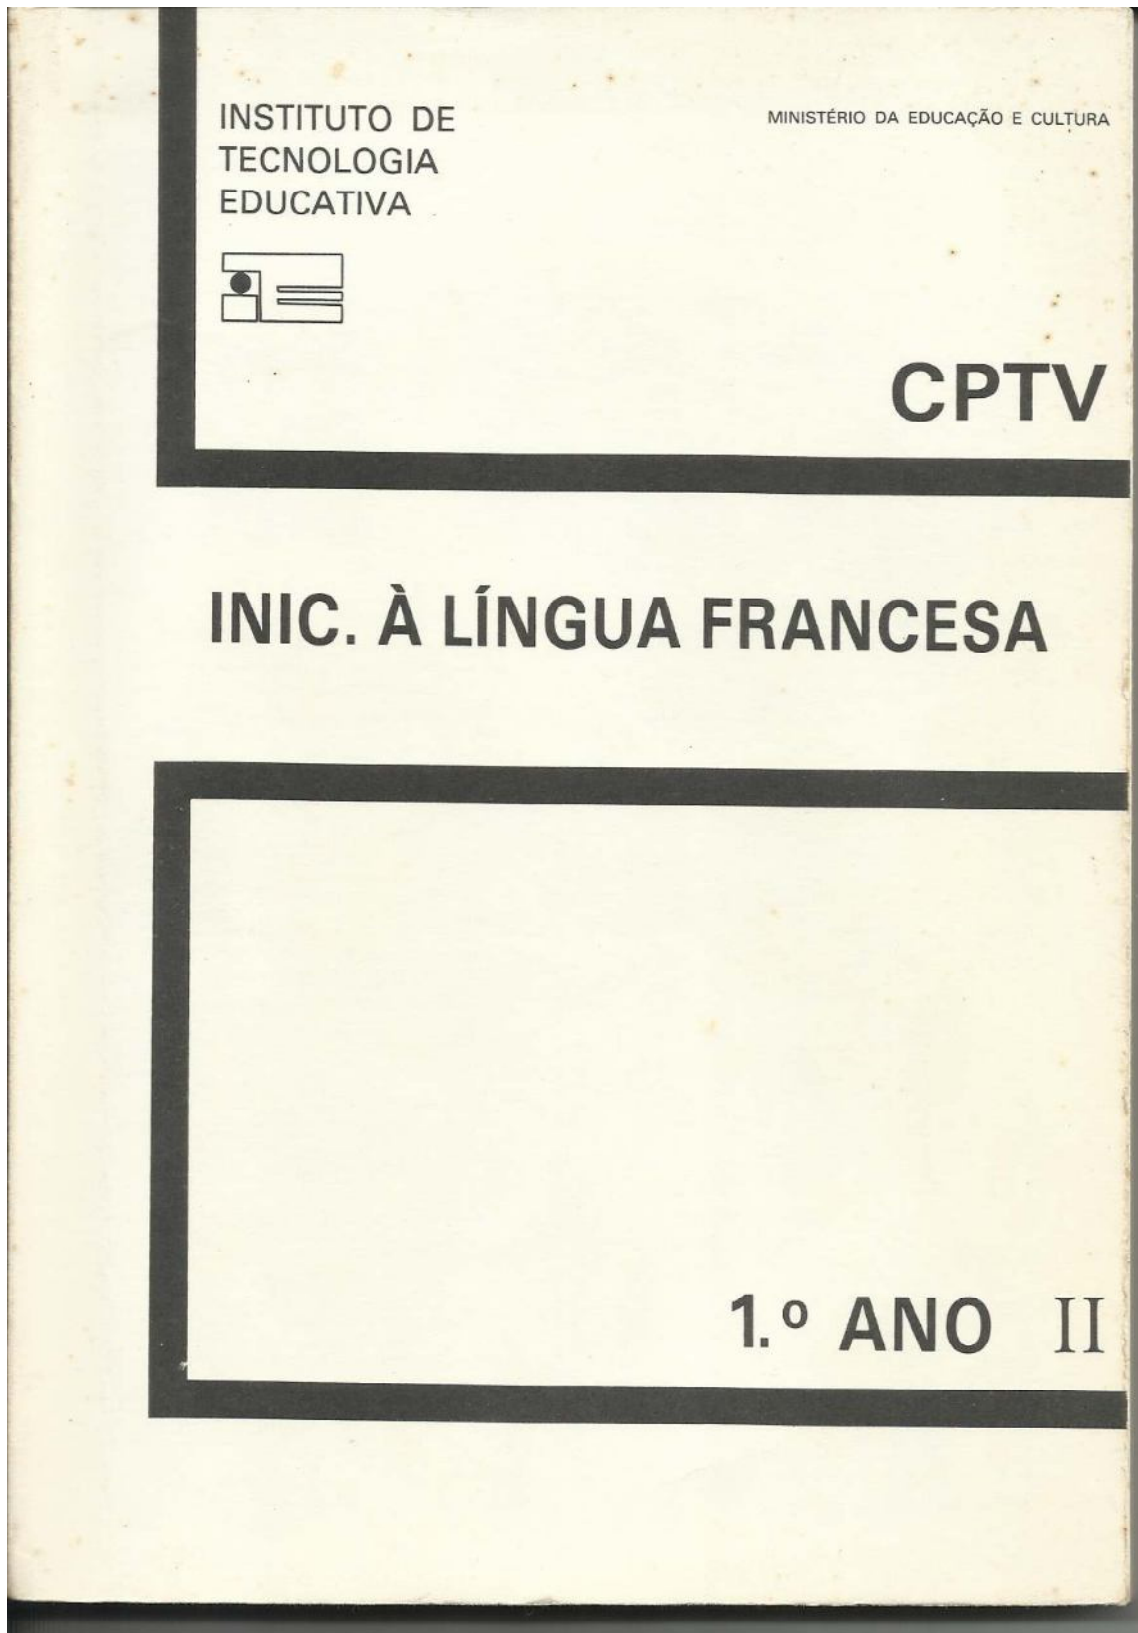 INSTITUTO DE
TECNOLOGIA
EDUCATIVA
MINISTÉRIO DA EDUCAÇÃO E CULTURA
CPTV
INIC. À LÍNGUA FRANCESA
1.º ANO II